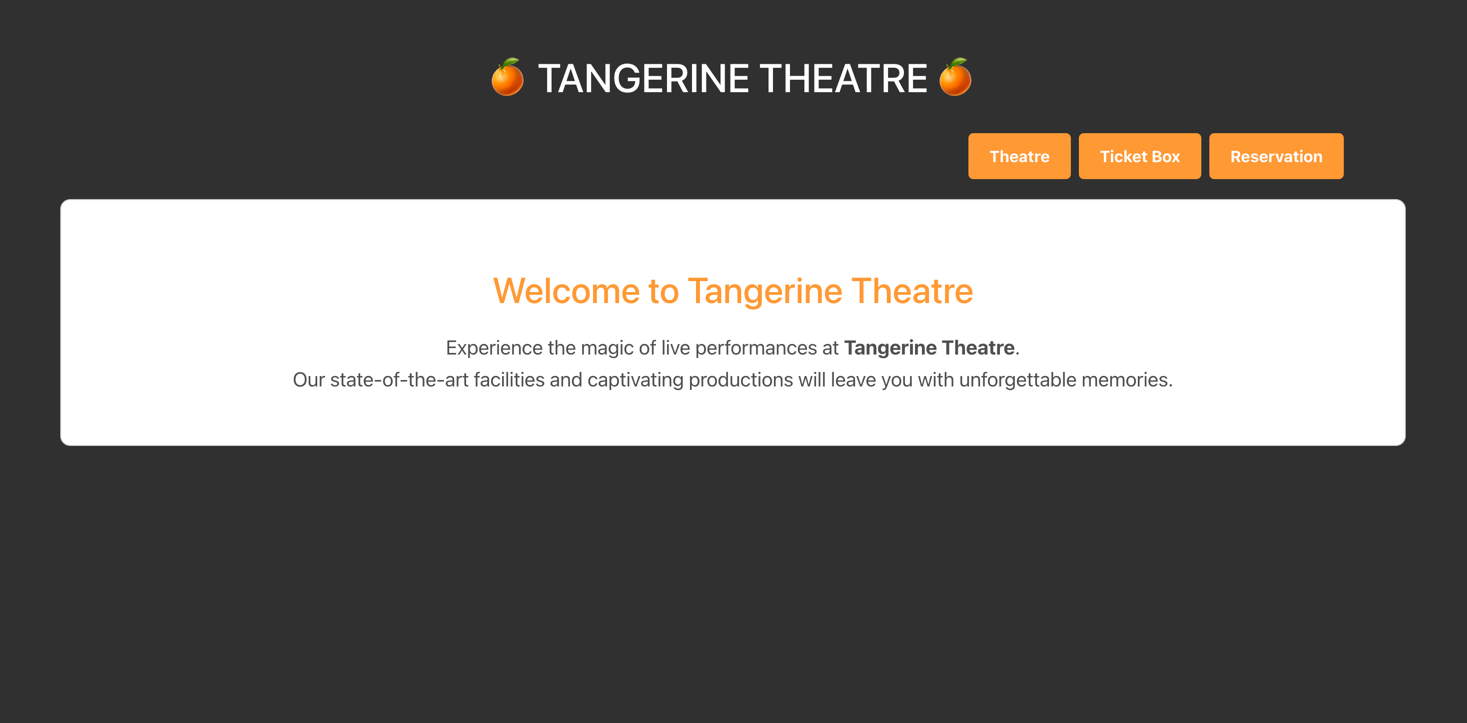 🍊 TANGERINE THEATRE 🍊
Theatre Ticket Box Reservation
Welcome to Tangerine Theatre
Experience the magic of live performances at Tangerine Theatre.
Our state-of-the-art facilities and captivating productions will leave you with unforgettable memories.